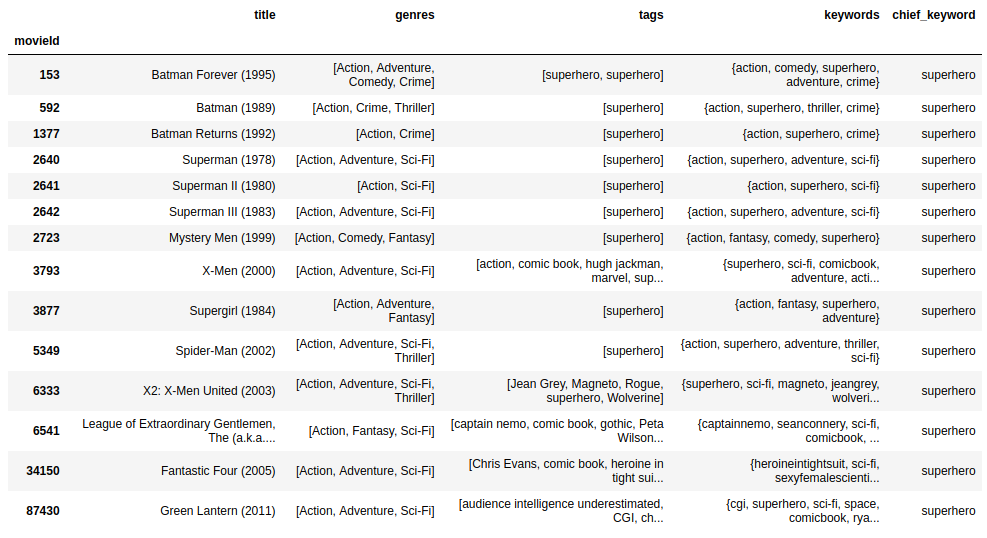 title genres tags keywords chief_keyword
movieId
153 Batman Forever (1995) [Action, Adventure, Comedy, Crime] [superhero, superhero] {action, comedy, superhero, adventure, crime} superhero
592 Batman (1989) [Action, Crime, Thriller] [superhero] {action, superhero, thriller, crime} superhero
1377 Batman Returns (1992) [Action, Crime] [superhero] {action, superhero, crime} superhero
2640 Superman (1978) [Action, Adventure, Sci-Fi] [superhero] {action, superhero, adventure, sci-fi} superhero
2641 Superman II (1980) [Action, Sci-Fi] [superhero] {action, superhero, sci-fi} superhero
2642 Superman III (1983) [Action, Adventure, Sci-Fi] [superhero] {action, superhero, adventure, sci-fi} superhero
2723 Mystery Men (1999) [Action, Comedy, Fantasy] [superhero] {action, fantasy, comedy, superhero} superhero
3793 X-Men (2000) [Action, Adventure, Sci-Fi] [action, comic book, hugh jackman, marvel, sup... {superhero, sci-fi, comicbook, adventure, acti... superhero
3877 Supergirl (1984) [Action, Adventure, Fantasy] [superhero] {action, fantasy, superhero, adventure} superhero
5349 Spider-Man (2002) [Action, Adventure, Sci-Fi, Thriller] [superhero] {action, superhero, adventure, thriller, sci-fi} superhero
6333 X2: X-Men United (2003) [Action, Adventure, Sci-Fi, Thriller] [Jean Grey, Magneto, Rogue, superhero, Wolverine] {superhero, sci-fi, magneto, jeangrey, wolveri... superhero
6541 League of Extraordinary Gentlemen, The (a.k.a.... [Action, Fantasy, Sci-Fi] [captain nemo, comic book, gothic, Peta Wilson... {captainnemo, seanconnery, sci-fi, comicbook, ... superhero
34150 Fantastic Four (2005) [Action, Adventure, Sci-Fi] [Chris Evans, comic book, heroine in tight sui... {heroineintightsuit, sci-fi, sexyfemalescienti... superhero
87430 Green Lantern (2011) [Action, Adventure, Sci-Fi] [audience intelligence underestimated, CGI, ch... {cgi, superhero, sci-fi, space, comicbook, rya... superhero